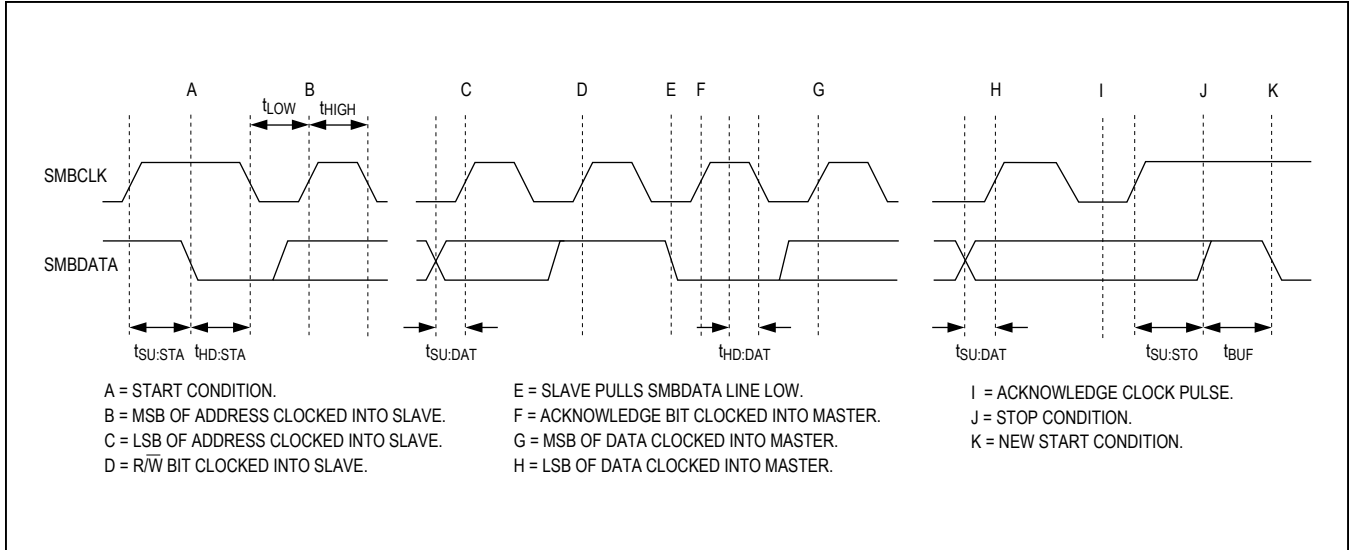 A B C D E F G H I J K
tLOW tHIGH
SMBCLK
SMBDATA
tSU:STA tHD:STA tSU:DAT tHD:DAT tSU:DAT tSU:STO tBUF
A = START CONDITION.
B = MSB OF ADDRESS CLOCKED INTO SLAVE.
C = LSB OF ADDRESS CLOCKED INTO SLAVE.
D = R/W̅ BIT CLOCKED INTO SLAVE.
E = SLAVE PULLS SMBDATA LINE LOW.
F = ACKNOWLEDGE BIT CLOCKED INTO MASTER.
G = MSB OF DATA CLOCKED INTO MASTER.
H = LSB OF DATA CLOCKED INTO MASTER.
I = ACKNOWLEDGE CLOCK PULSE.
J = STOP CONDITION.
K = NEW START CONDITION.